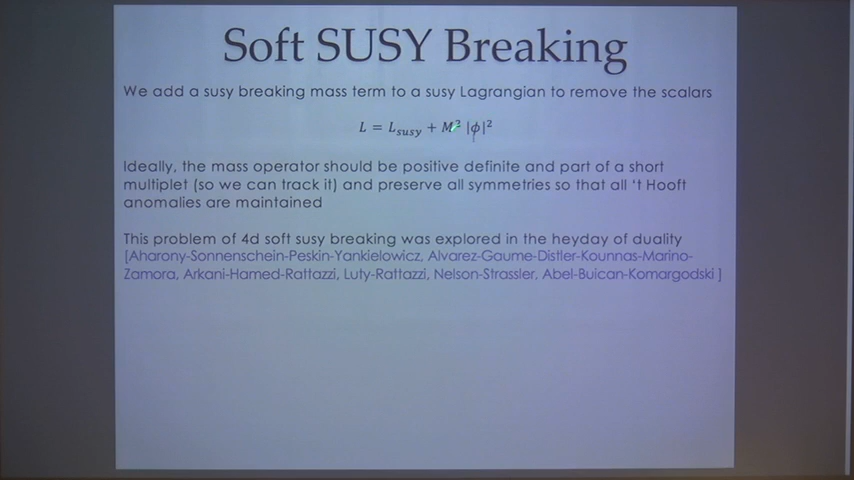 Soft SUSY Breaking
We add a susy breaking mass term to a susy Lagrangian to remove the scalars
L = L_susy + M² |ϕ|²
Ideally, the mass operator should be positive definite and part of a short
multiplet (so we can track it) and preserve all symmetries so that all ‘t Hooft
anomalies are maintained
This problem of 4d soft susy breaking was explored in the heyday of duality
[Aharony-Sonnenschein-Peskin-Yankielowicz, Alvarez-Gaume-Distler-Kounnas-Marino-
Zamora, Arkani-Hamed-Rattazzi, Luty-Rattazzi, Nelson-Strassler, Abel-Buican-Komargodski ]